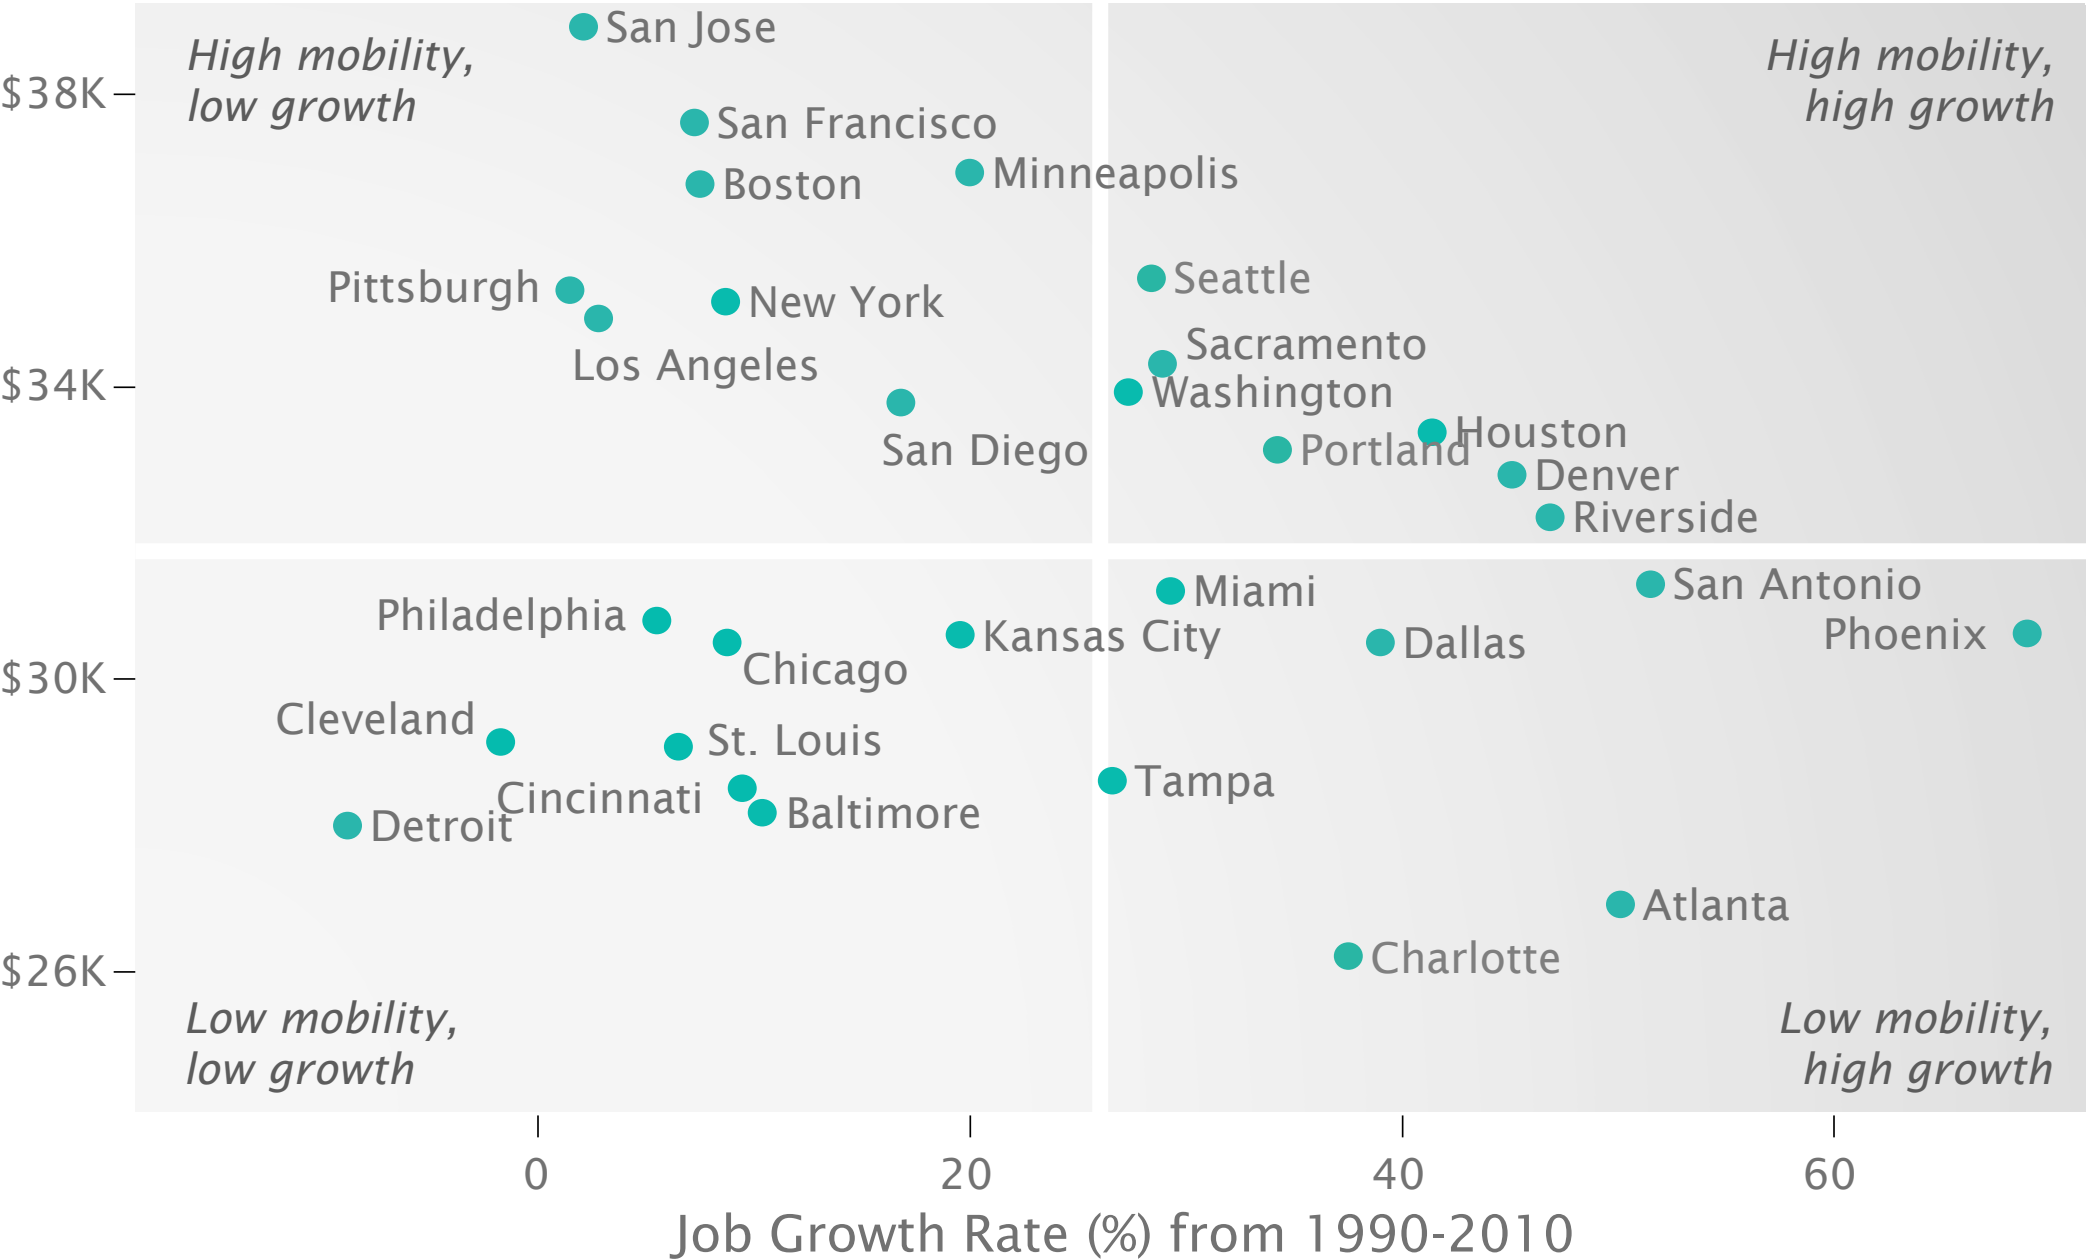 San Jose
High mobility,
low growth
High mobility,
high growth
$38K
San Francisco
Minneapolis
Boston
Pittsburgh
Seattle
New York
Sacramento
Los Angeles
$34K
Washington
Houston
San Diego
Portland
Denver
Riverside
Miami
San Antonio
Philadelphia
Kansas City
Dallas
Phoenix
Chicago
$30K
Cleveland
St. Louis
Tampa
Cincinnati
Baltimore
Detroit
Atlanta
Charlotte
$26K
Low mobility,
low growth
Low mobility,
high growth
0 20 40 60
Job Growth Rate (%) from 1990-2010